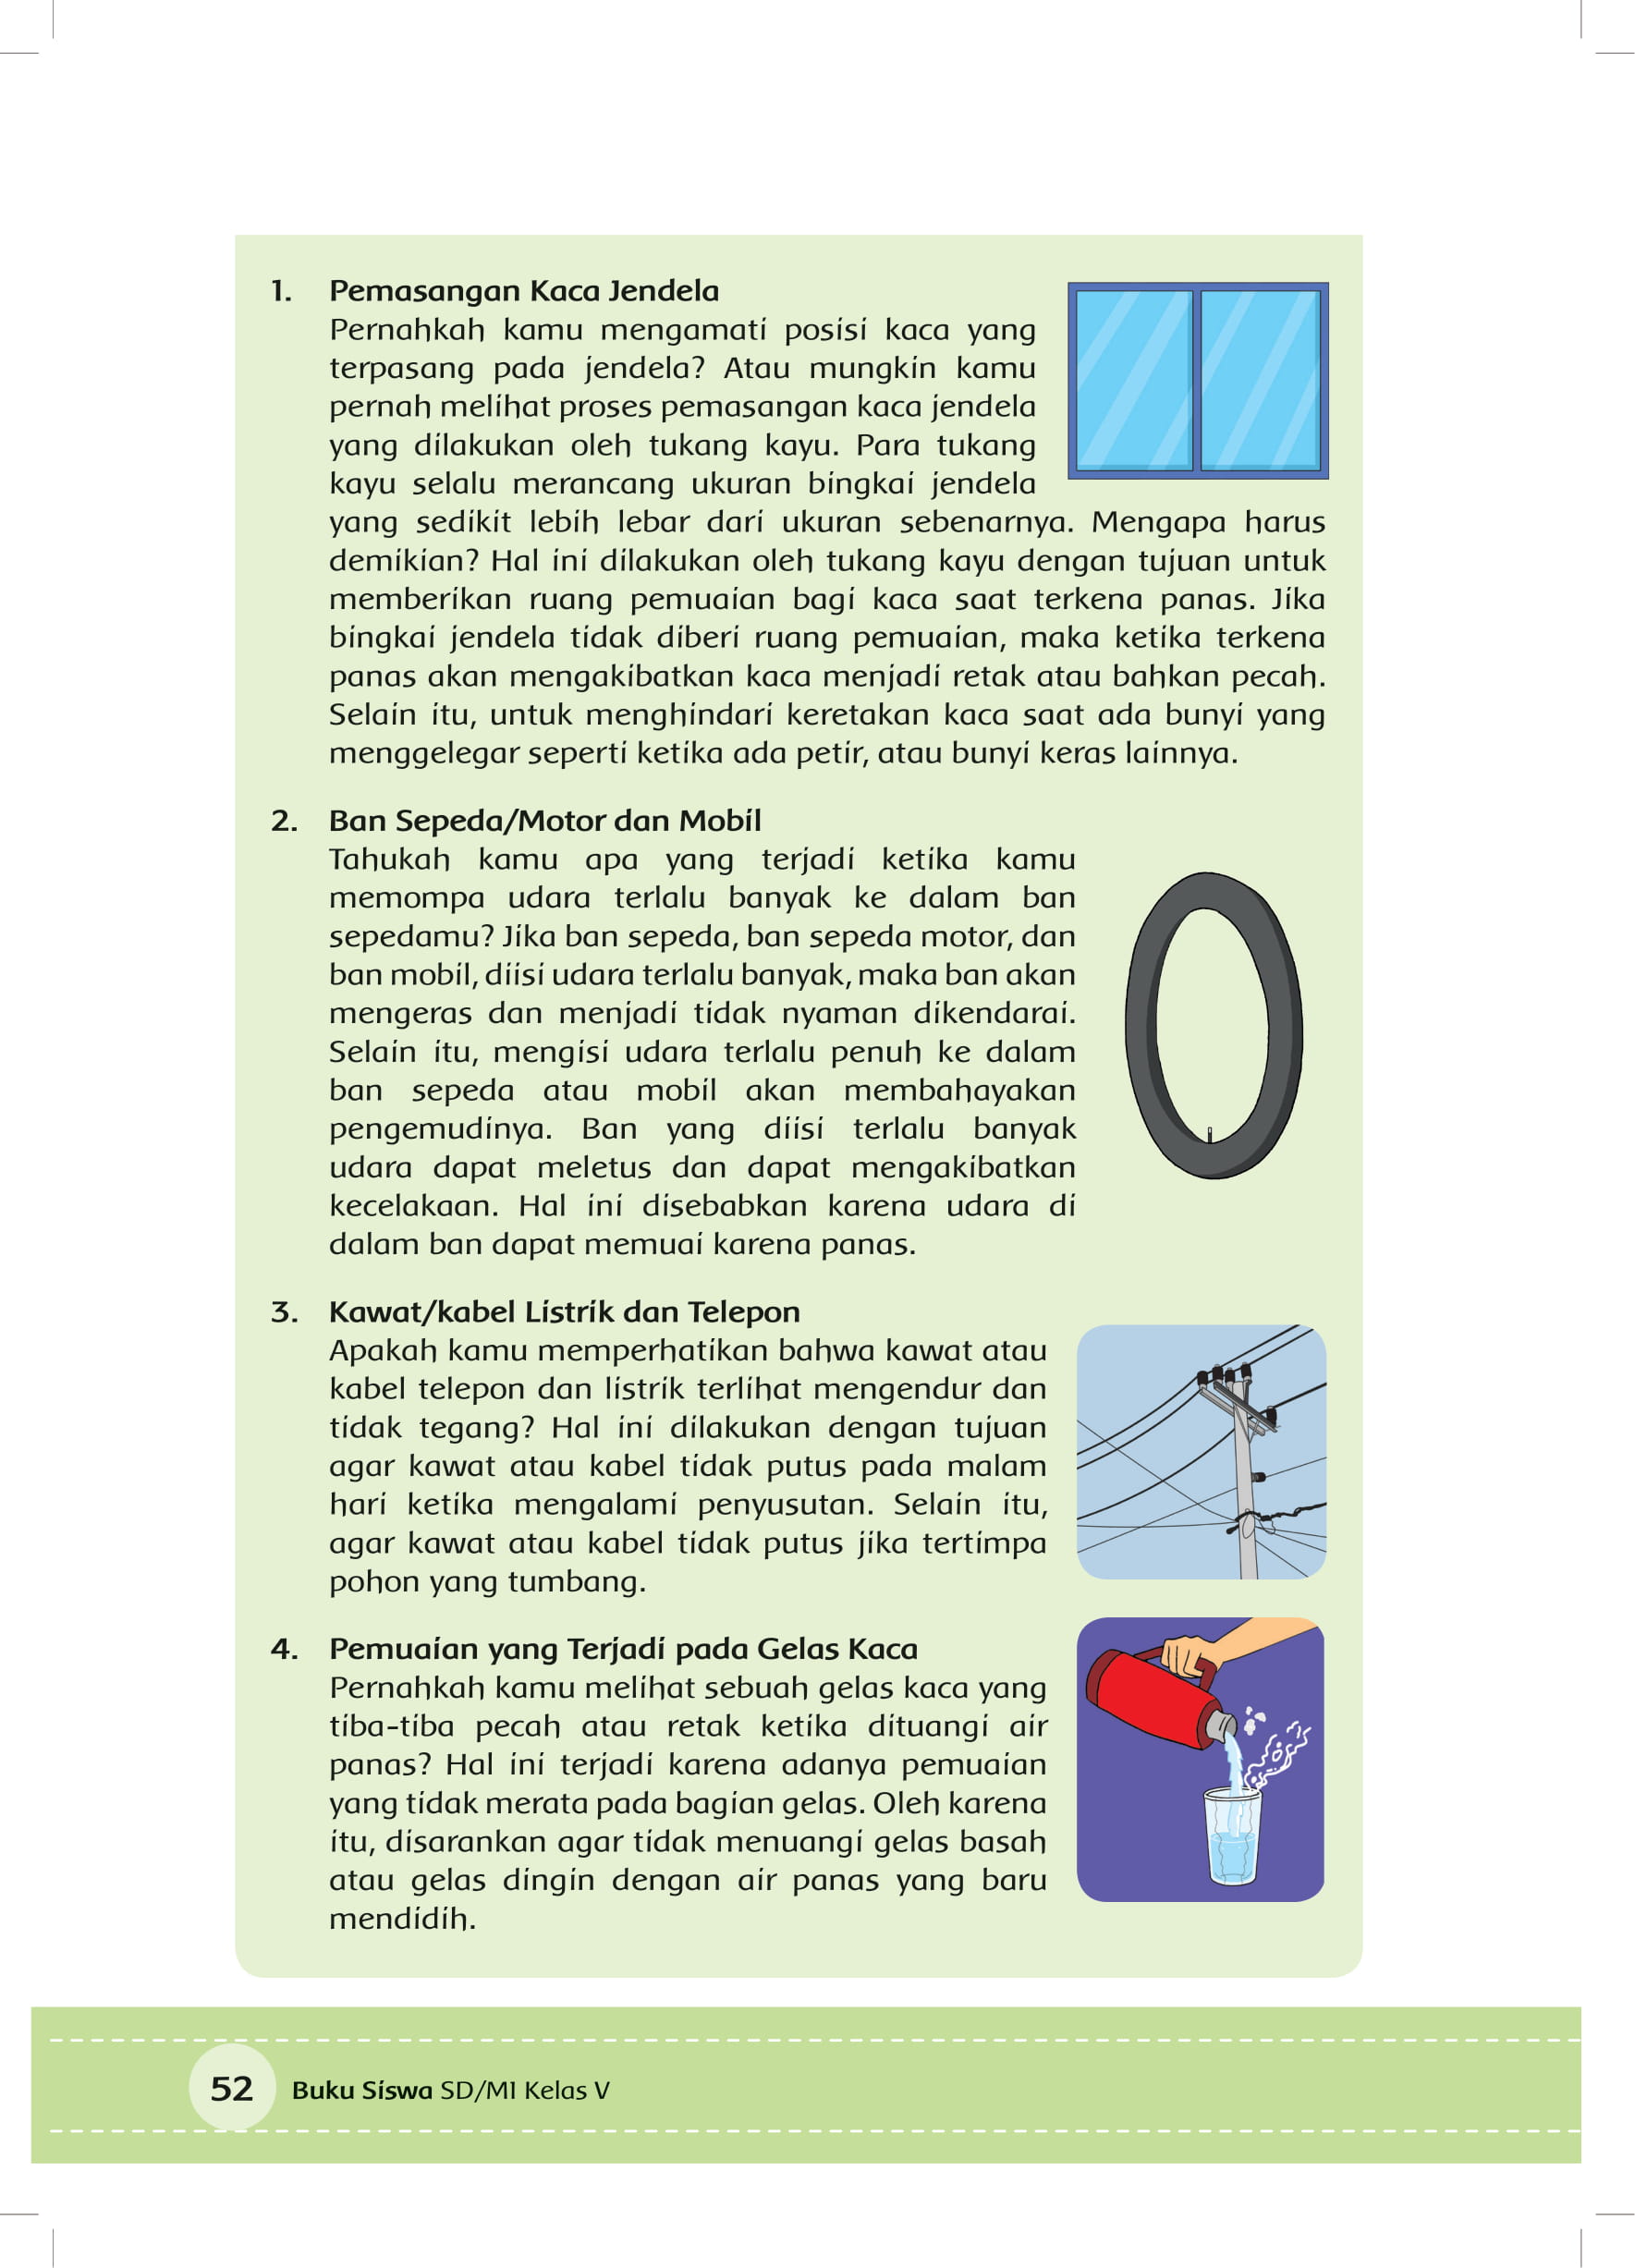 1. Pemasangan Kaca Jendela
Pernahkah kamu mengamati posisi kaca yang
terpasang pada jendela? Atau mungkin kamu
pernah melihat proses pemasangan kaca jendela
yang dilakukan oleh tukang kayu. Para tukang
kayu selalu merancang ukuran bingkai jendela
yang sedikit lebih lebar dari ukuran sebenarnya. Mengapa harus
demikian? Hal ini dilakukan oleh tukang kayu dengan tujuan untuk
memberikan ruang pemuaian bagi kaca saat terkena panas. Jika
bingkai jendela tidak diberi ruang pemuaian, maka ketika terkena
panas akan mengakibatkan kaca menjadi retak atau bahkan pecah.
Selain itu, untuk menghindari keretakan kaca saat ada bunyi yang
menggelegar seperti ketika ada petir, atau bunyi keras lainnya.
2. Ban Sepeda/Motor dan Mobil
Tahukah kamu apa yang terjadi ketika kamu
memompa udara terlalu banyak ke dalam ban
sepedamu? Jika ban sepeda, ban sepeda motor, dan
ban mobil, diisi udara terlalu banyak, maka ban akan
mengeras dan menjadi tidak nyaman dikendarai.
Selain itu, mengisi udara terlalu penuh ke dalam
ban sepeda atau mobil akan membahayakan
pengemudinya. Ban yang diisi terlalu banyak
udara dapat meletus dan dapat mengakibatkan
kecelakaan. Hal ini disebabkan karena udara di
dalam ban dapat memuai karena panas.
3. Kawat/kabel Listrik dan Telepon
Apakah kamu memperhatikan bahwa kawat atau
kabel telepon dan listrik terlihat mengendur dan
tidak tegang? Hal ini dilakukan dengan tujuan
agar kawat atau kabel tidak putus pada malam
hari ketika mengalami penyusutan. Selain itu,
agar kawat atau kabel tidak putus jika tertimpa
pohon yang tumbang.
4. Pemuaian yang Terjadi pada Gelas Kaca
Pernahkah kamu melihat sebuah gelas kaca yang
tiba-tiba pecah atau retak ketika dituangi air
panas? Hal ini terjadi karena adanya pemuaian
yang tidak merata pada bagian gelas. Oleh karena
itu, disarankan agar tidak menuangi gelas basah
atau gelas dingin dengan air panas yang baru
mendidih.
52 Buku Siswa SD/MI Kelas V